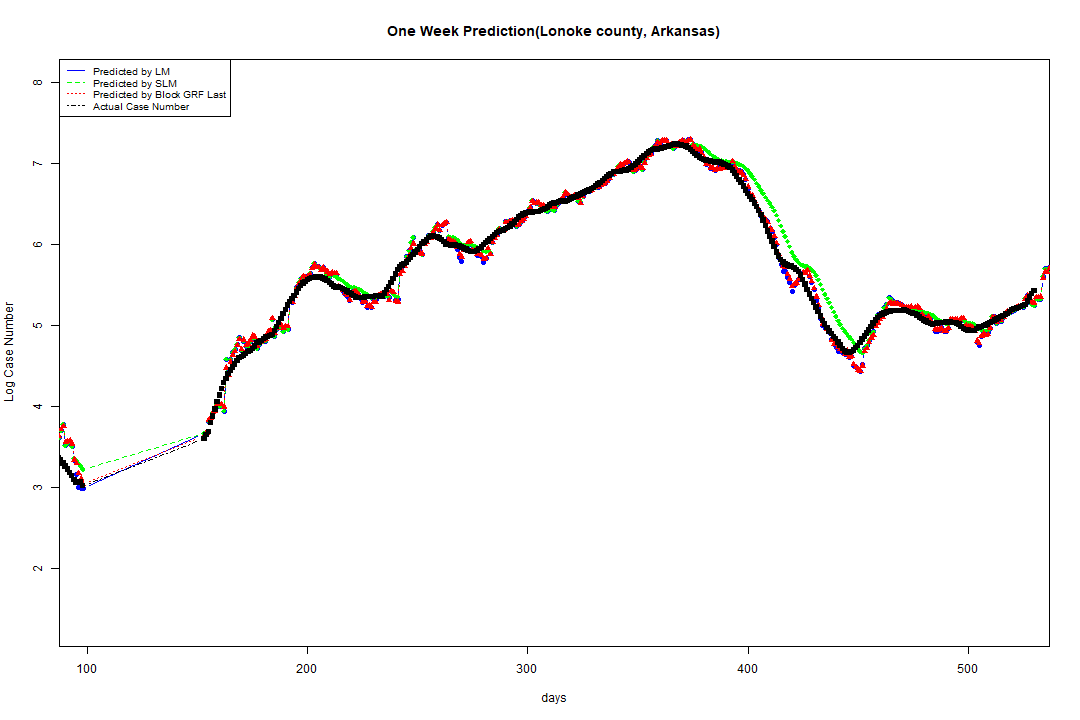 One Week Prediction(Lonoke county, Arkansas)
Predicted by LM
Predicted by SLM
Predicted by Block GRF Last
Actual Case Number
Log Case Number
8
7
6
5
4
3
2
100 200 300 400 500
days